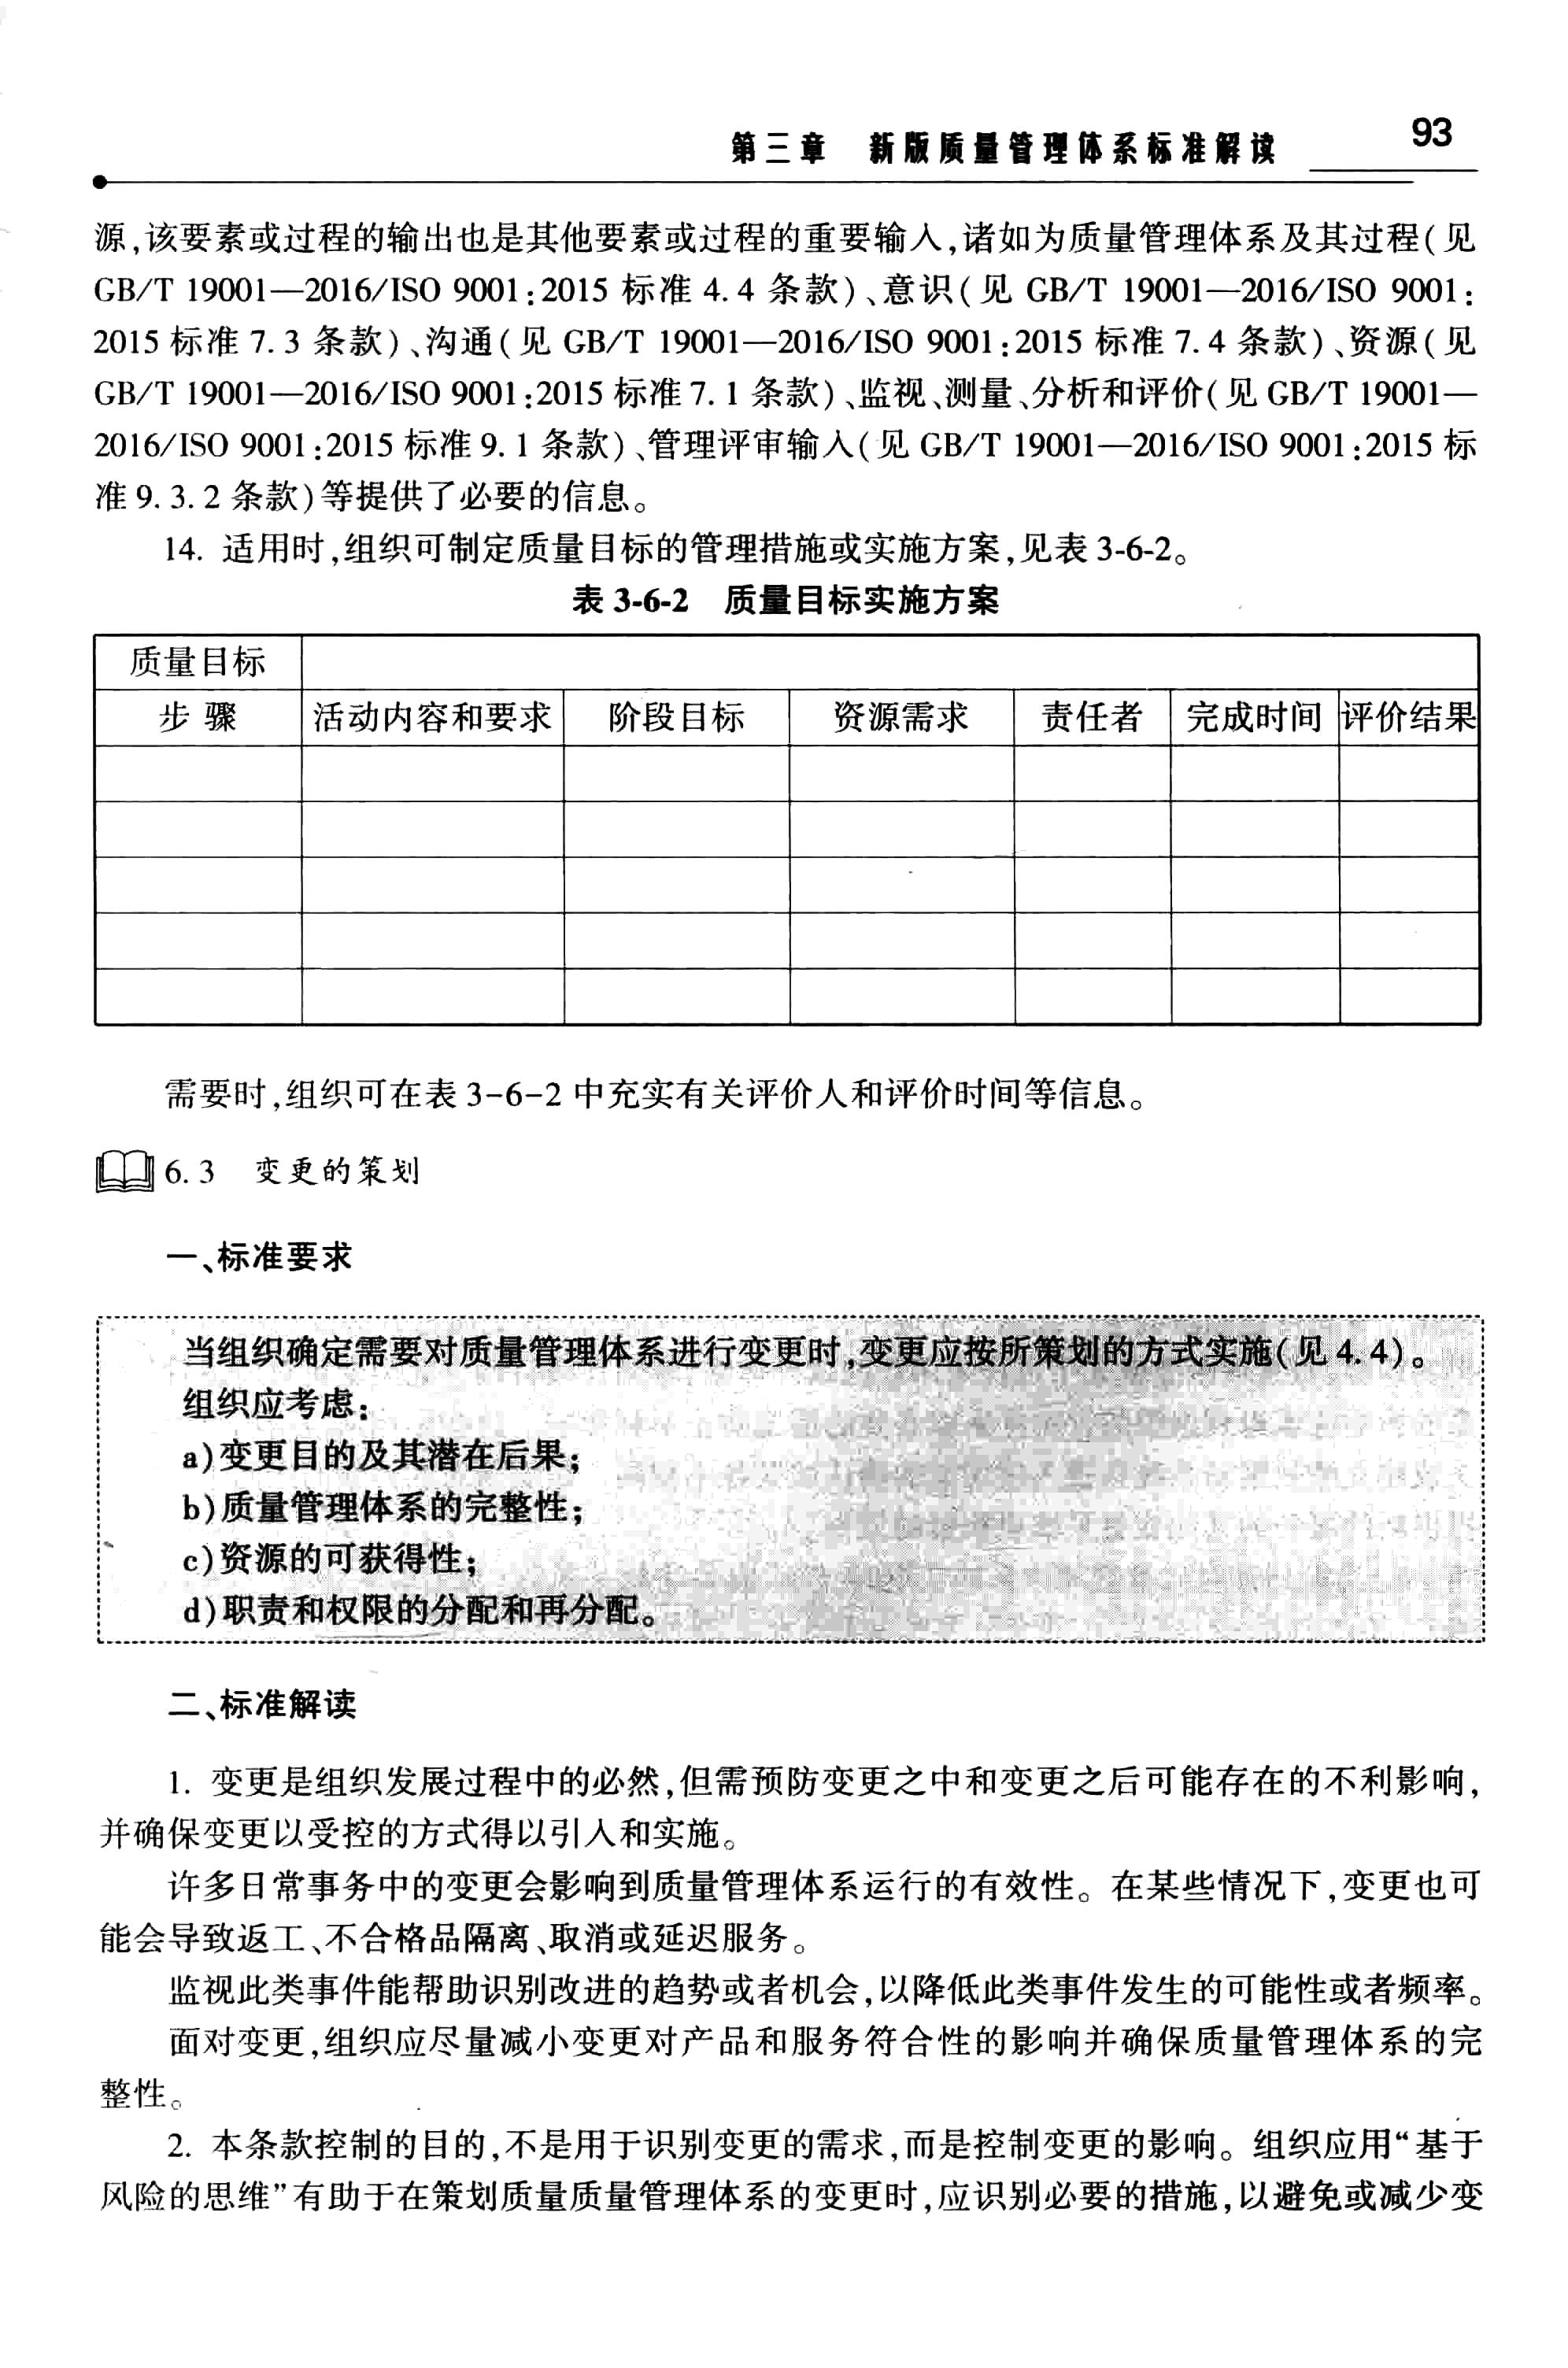 第三章 新版质量管理体系标准解读 93
源,该要素或过程的输出也是其他要素或过程的重要输入,诸如为质量管理体系及其过程(见
GB/T 19001—2016/ISO 9001:2015 标准 4.4 条款)、意识(见 GB/T 19001—2016/ISO 9001:
2015 标准 7.3 条款)、沟通(见 GB/T 19001—2016/ISO 9001:2015 标准 7.4 条款)、资源(见
GB/T 19001—2016/ISO 9001:2015 标准 7.1 条款)、监视、测量、分析和评价(见 GB/T 19001—
2016/ISO 9001:2015 标准 9.1 条款)、管理评审输入(见 GB/T 19001—2016/ISO 9001:2015 标
准 9.3.2 条款)等提供了必要的信息。
14. 适用时,组织可制定质量目标的管理措施或实施方案,见表 3-6-2。
表 3-6-2 质量目标实施方案
质量目标
步 骤 活动内容和要求 阶段目标 资源需求 责任者 完成时间 评价结果
需要时,组织可在表 3-6-2 中充实有关评价人和评价时间等信息。
6.3 变更的策划
一、标准要求
当组织确定需要对质量管理体系进行变更时,变更应按所策划的方式实施(见 4.4)。
组织应考虑:
a)变更目的及其潜在后果;
b)质量管理体系的完整性;
c)资源的可获得性;
d)职责和权限的分配和再分配。
二、标准解读
1. 变更是组织发展过程中的必然,但需预防变更之中和变更之后可能存在的不利影响,
并确保变更以受控的方式得以引入和实施。
许多日常事务中的变更会影响到质量管理体系运行的有效性。在某些情况下,变更也可
能会导致返工、不合格品隔离、取消或延迟服务。
监视此类事件能帮助识别改进的趋势或者机会,以降低此类事件发生的可能性或者频率。
面对变更,组织应尽量减小变更对产品和服务符合性的影响并确保质量管理体系的完
整性。
2. 本条款控制的目的,不是用于识别变更的需求,而是控制变更的影响。组织应用“基于
风险的思维”有助于在策划质量质量管理体系的变更时,应识别必要的措施,以避免或减少变